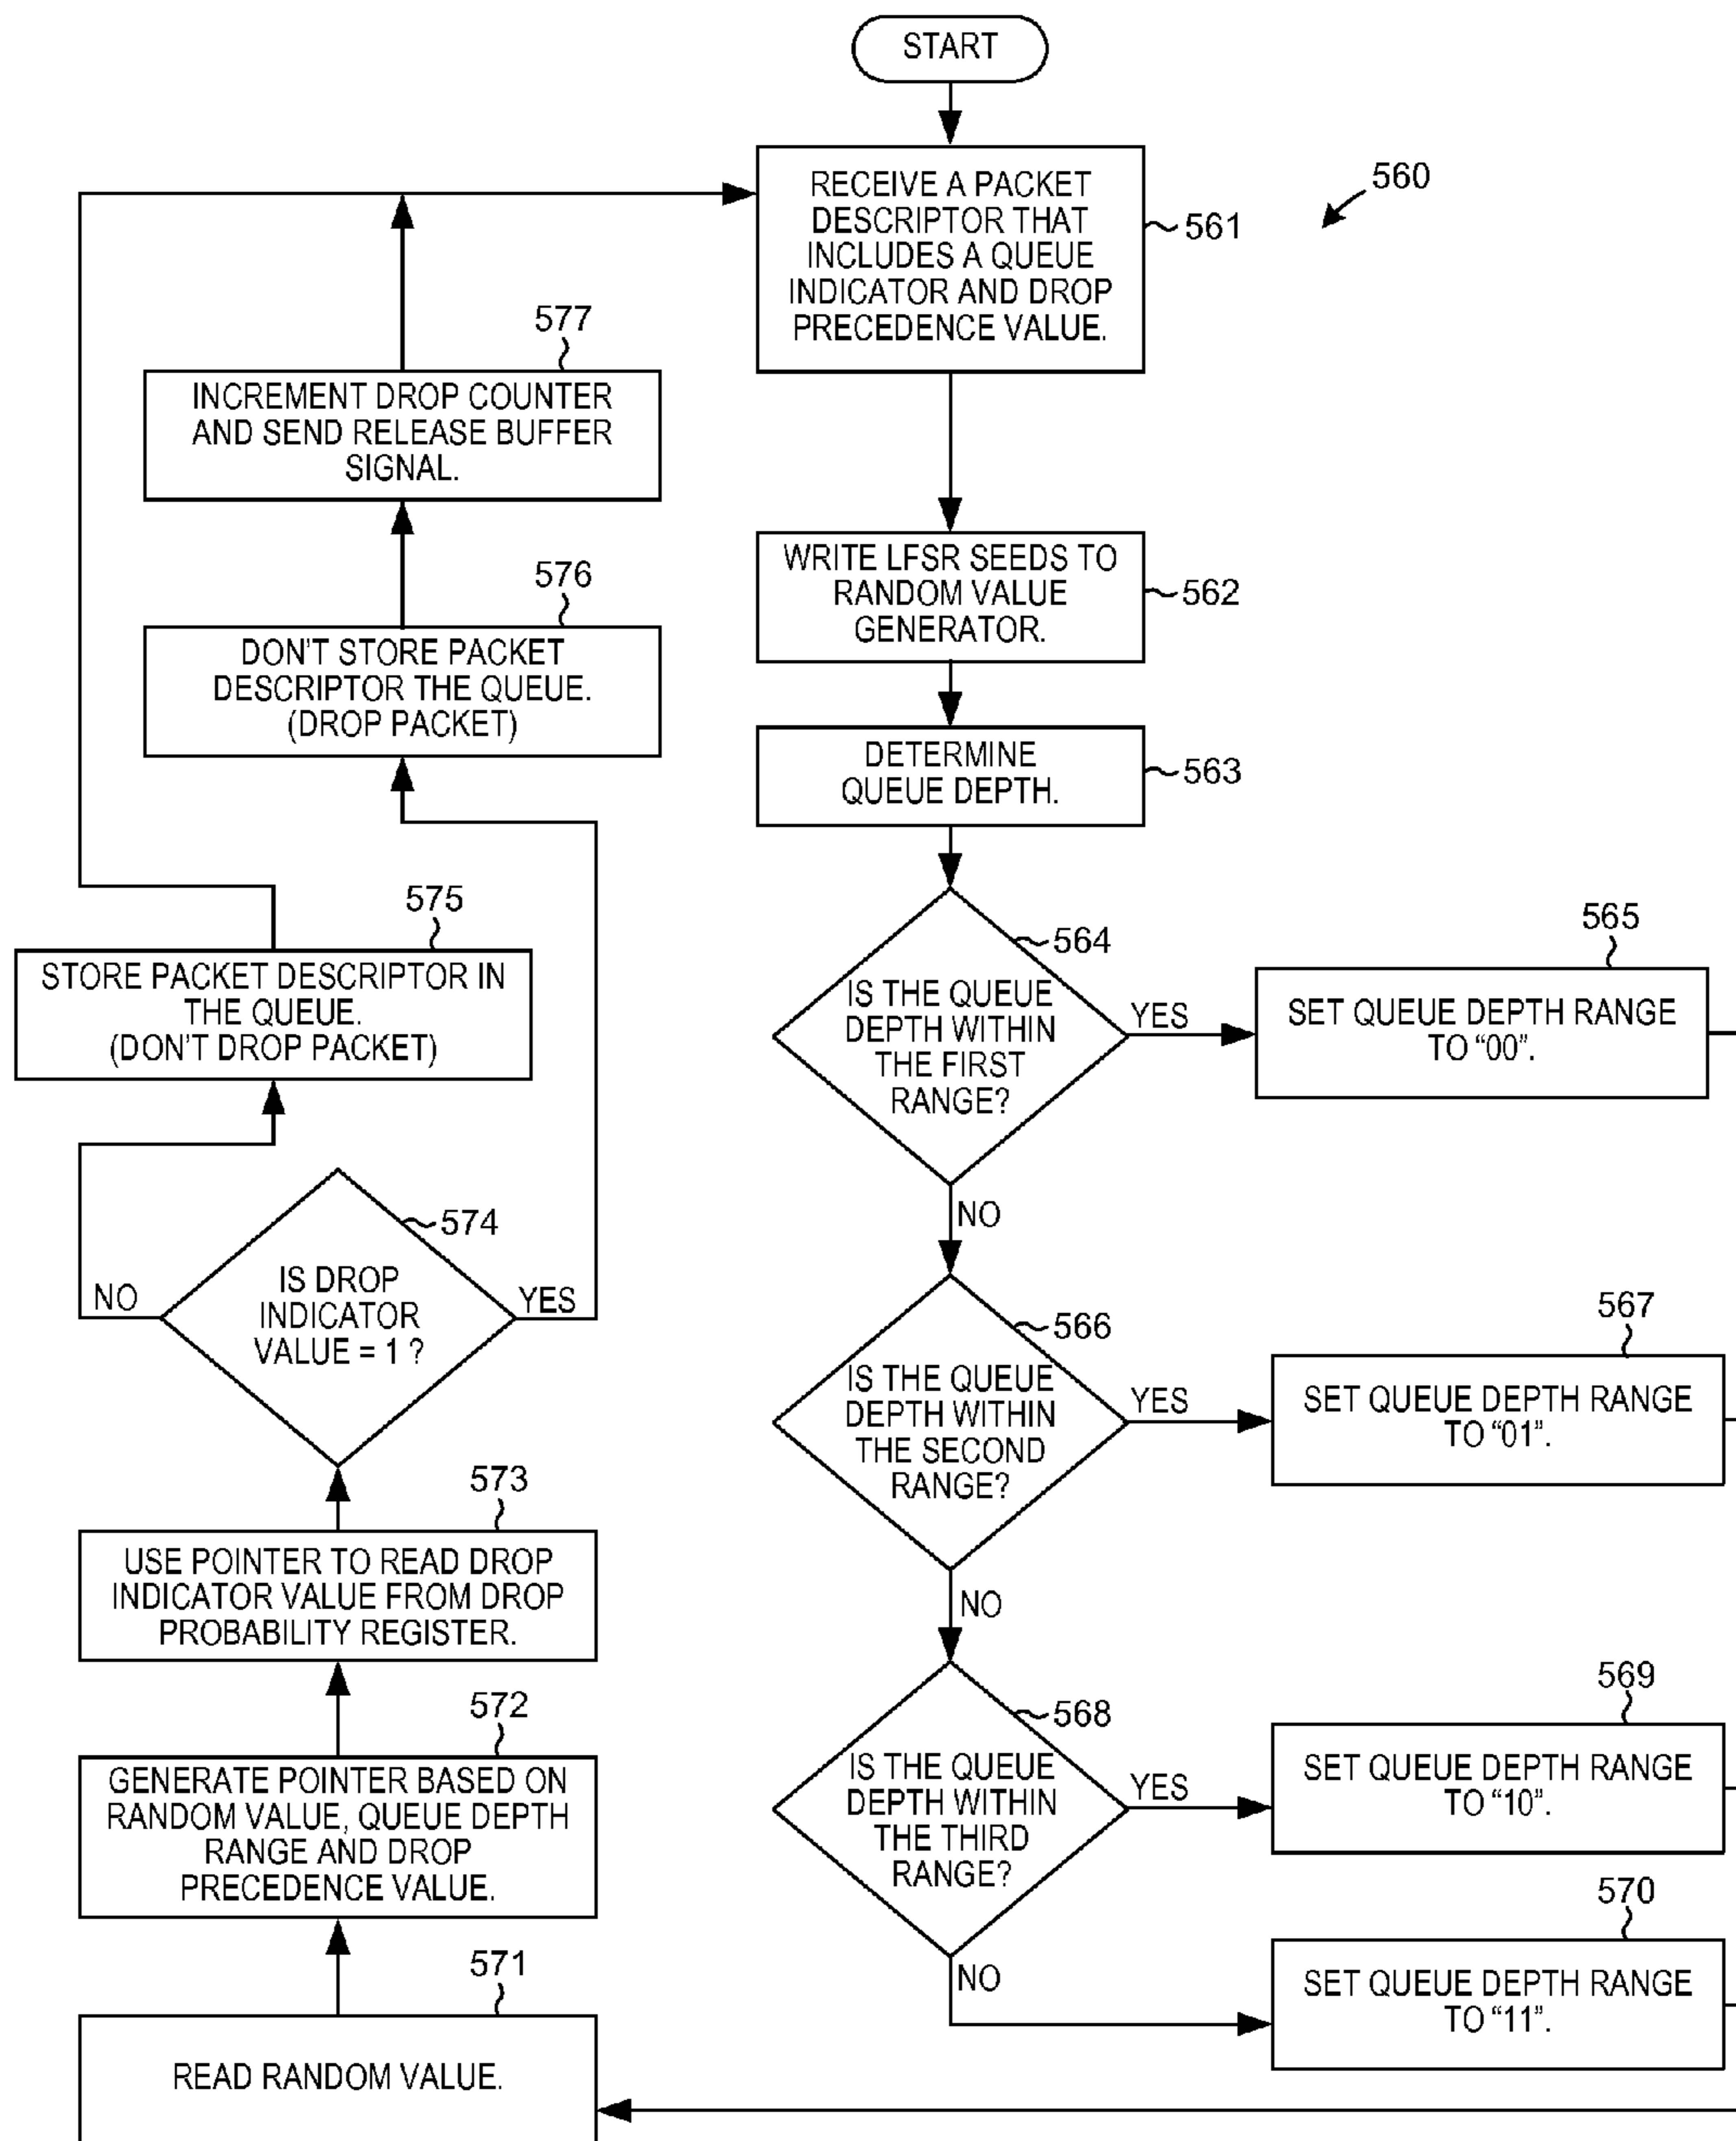 START
560
RECEIVE A PACKET
DESCRIPTOR THAT
INCLUDES A QUEUE
INDICATOR AND DROP
PRECEDENCE VALUE.
561
WRITE LFSR SEEDS TO
RANDOM VALUE
GENERATOR.
562
DETERMINE
QUEUE DEPTH.
563
IS THE QUEUE
DEPTH WITHIN
THE FIRST
RANGE?
564
YES
NO
565
SET QUEUE DEPTH RANGE
TO “00”.
IS THE QUEUE
DEPTH WITHIN
THE SECOND
RANGE?
566
YES
NO
567
SET QUEUE DEPTH RANGE
TO “01”.
IS THE QUEUE
DEPTH WITHIN
THE THIRD
RANGE?
568
YES
NO
569
SET QUEUE DEPTH RANGE
TO “10”.
570
SET QUEUE DEPTH RANGE
TO “11”.
571
READ RANDOM VALUE.
572
GENERATE POINTER BASED ON
RANDOM VALUE, QUEUE DEPTH
RANGE AND DROP
PRECEDENCE VALUE.
573
USE POINTER TO READ DROP
INDICATOR VALUE FROM DROP
PROBABILITY REGISTER.
574
IS DROP
INDICATOR
VALUE = 1 ?
NO
YES
575
STORE PACKET DESCRIPTOR IN
THE QUEUE.
(DON'T DROP PACKET)
576
DON'T STORE PACKET
DESCRIPTOR THE QUEUE.
(DROP PACKET)
577
INCREMENT DROP COUNTER
AND SEND RELEASE BUFFER
SIGNAL.